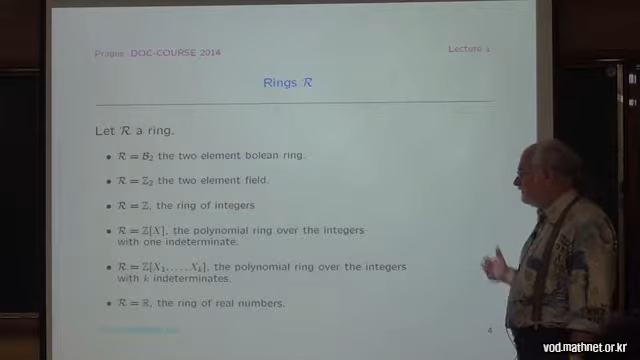 Prague DOC-COURSE 2014
Lecture 1
Rings R
Let R a ring.
• R = B₂ the two element bolean ring.
• R = ℤ₂ the two element field.
• R = ℤ, the ring of integers
• R = ℤ[X], the polynomial ring over the integers
with one indeterminate.
• R = ℤ[X₁, . . . , Xₖ], the polynomial ring over the integers
with k indeterminates.
• R = ℝ, the ring of real numbers.
4
vod.mathnet.or.kr